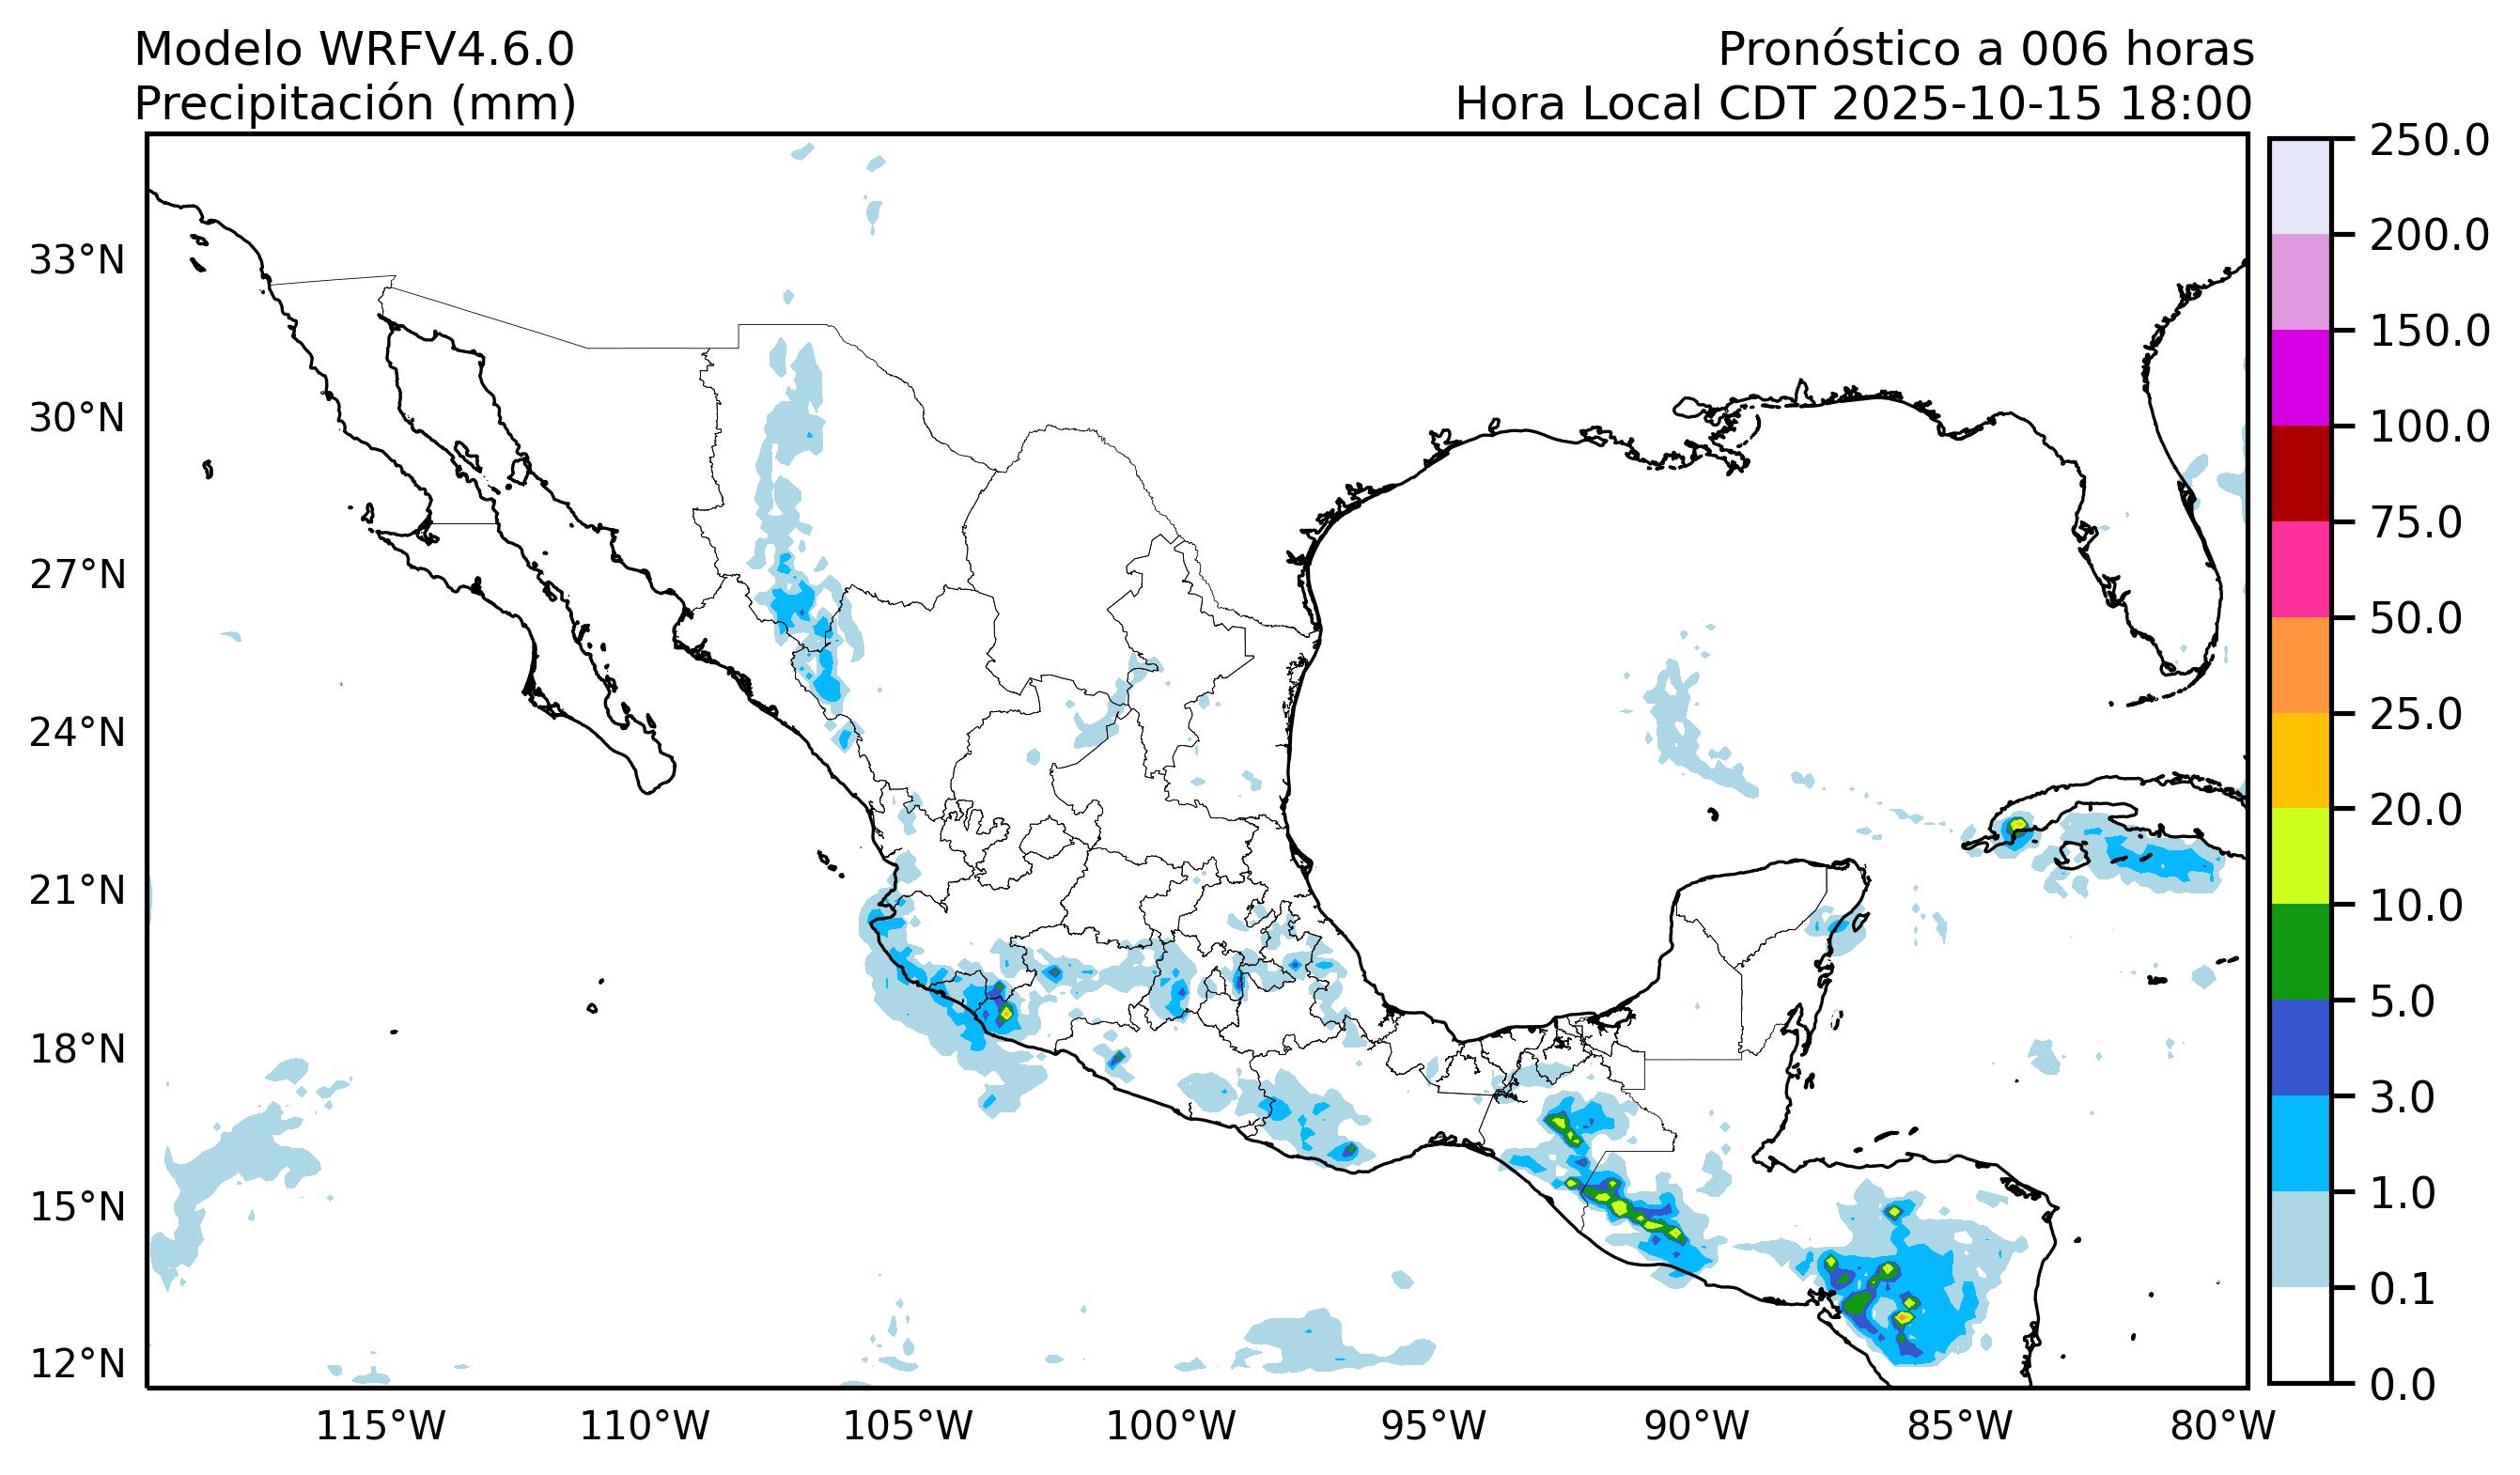 Modelo WRFV4.6.0
Precipitación (mm)
Pronóstico a 006 horas
Hora Local CDT 2025-10-15 18:00
33°N
30°N
27°N
24°N
21°N
18°N
15°N
12°N
115°W
110°W
105°W
100°W
95°W
90°W
85°W
80°W
250.0
200.0
150.0
100.0
75.0
50.0
25.0
20.0
10.0
5.0
3.0
1.0
0.1
0.0